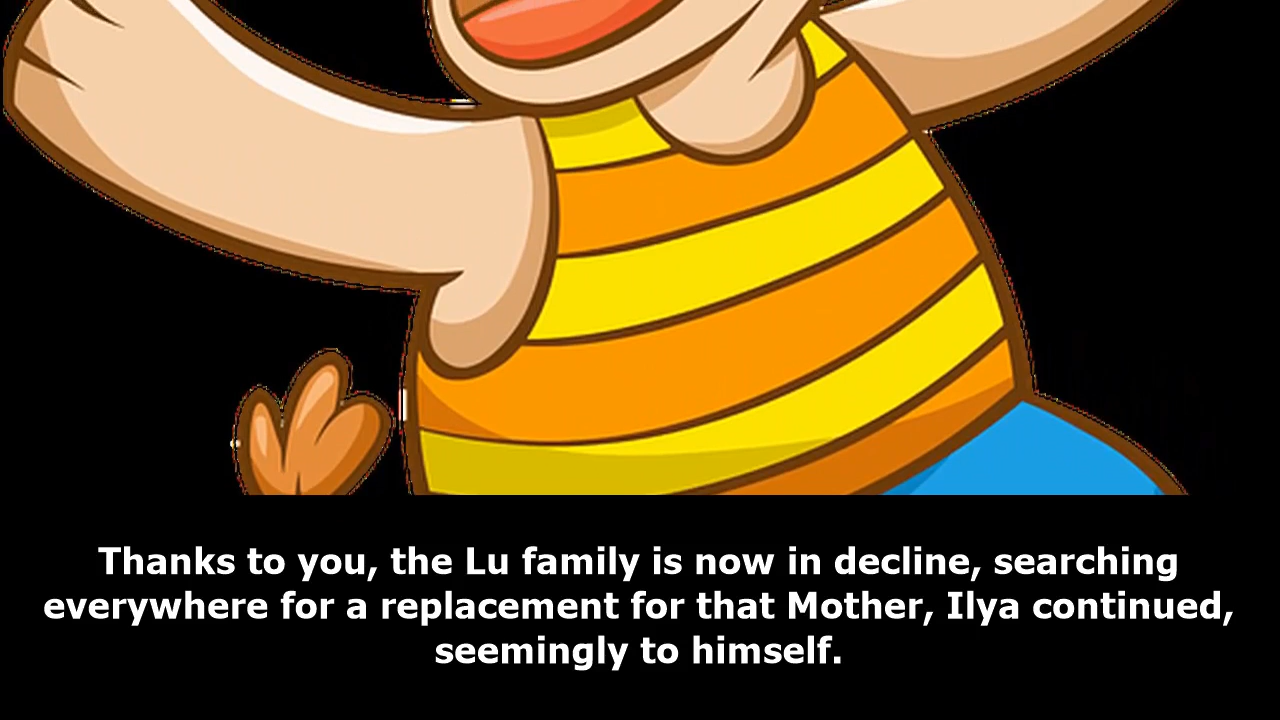 Thanks to you, the Lu family is now in decline, searching
everywhere for a replacement for that Mother, Ilya continued,
seemingly to himself.